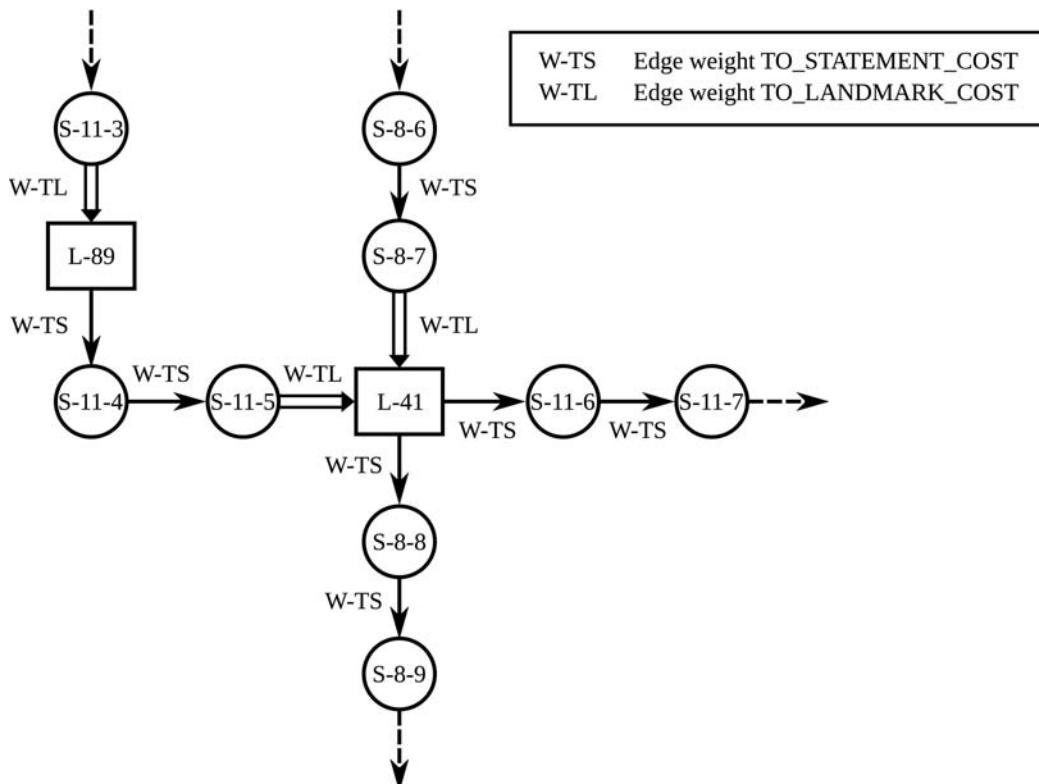 W-TS Edge weight TO_STATEMENT_COST
W-TL Edge weight TO_LANDMARK_COST
S-11-3
S-8-6
W-TL
W-TS
L-89
S-8-7
W-TS
W-TL
S-11-4
W-TS
S-11-5
W-TL
L-41
W-TS
S-11-6
W-TS
S-11-7
W-TS
S-8-8
W-TS
S-8-9